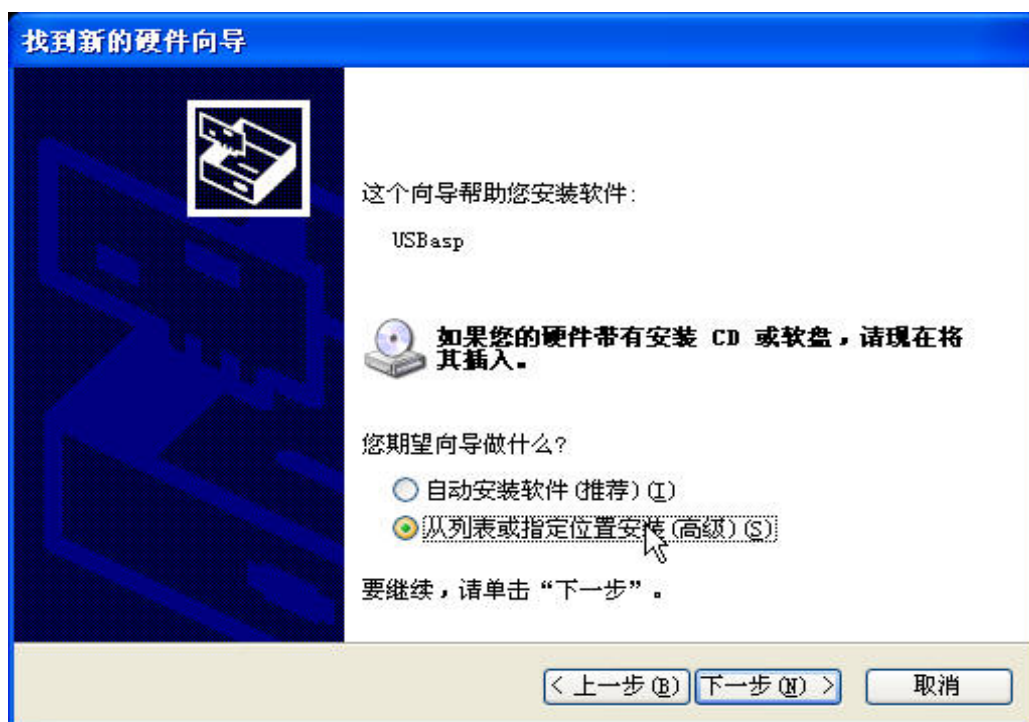 找到新的硬件向导
这个向导帮助您安装软件:
USBasp
如果您的硬件带有安装 CD 或软盘，请现在将
其插入。
您期望向导做什么?
自动安装软件(推荐)(I)
从列表或指定位置安装(高级)(S)
要继续，请单击“下一步”。
< 上一步(B) 下一步(N) > 取消